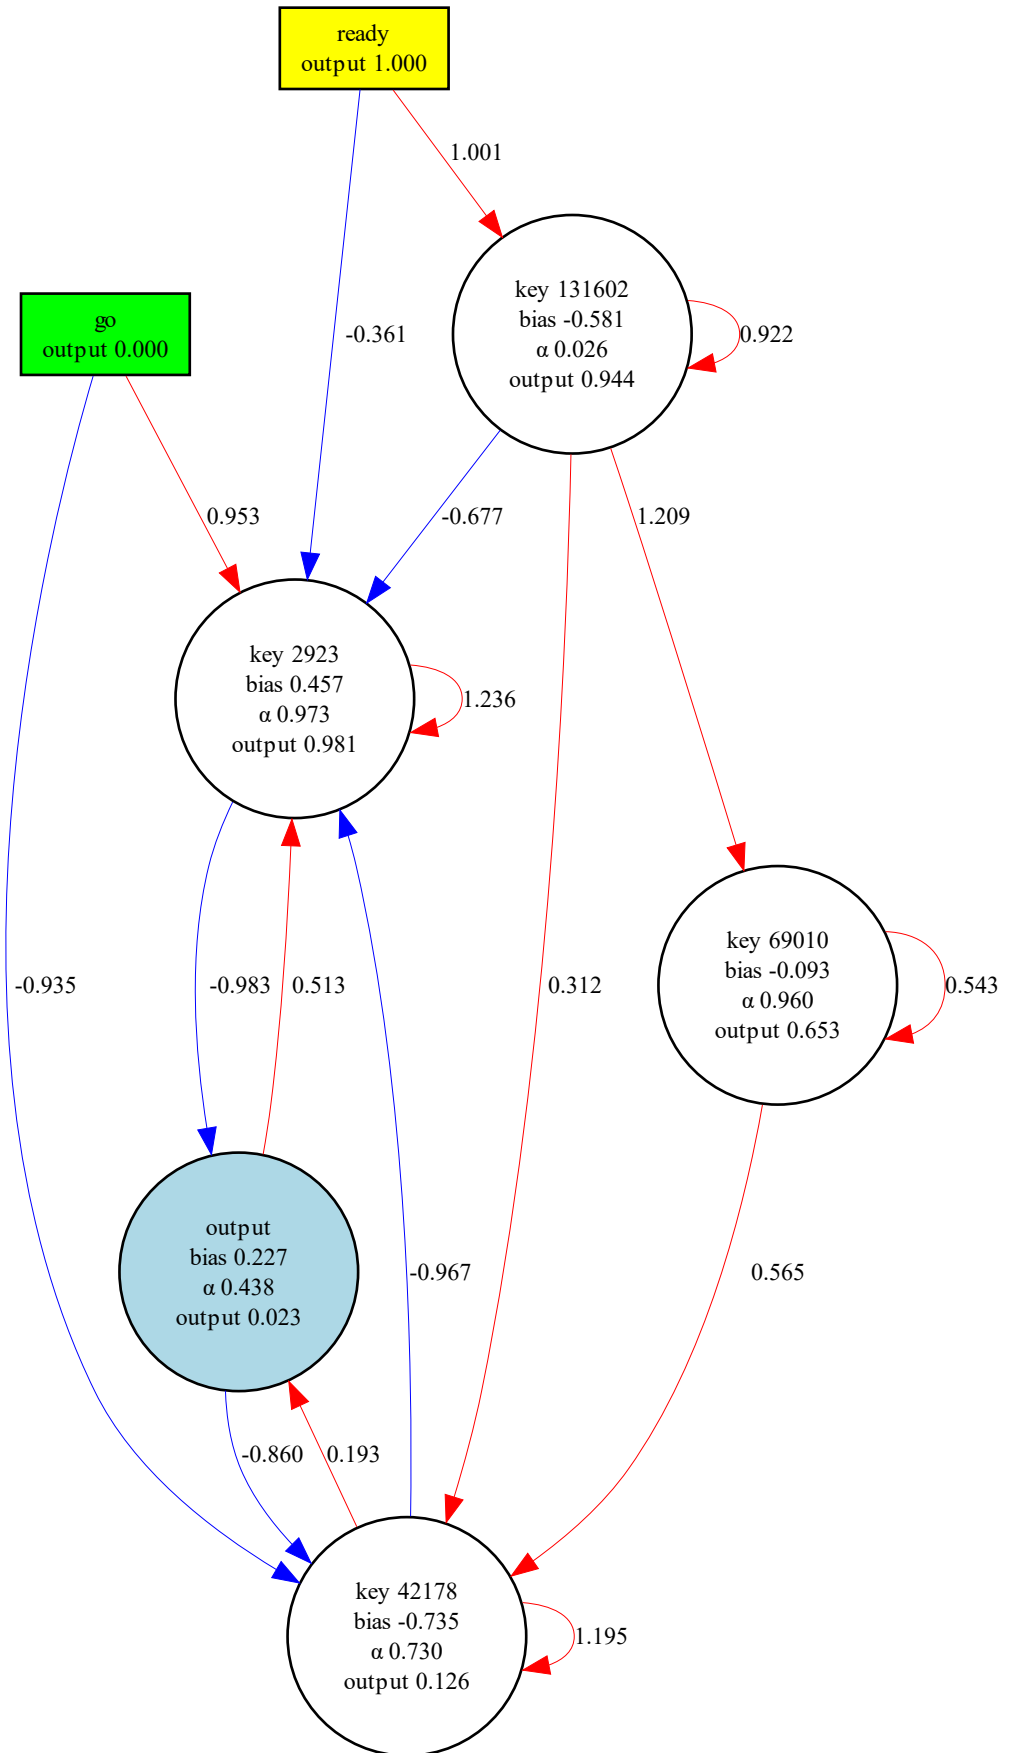 ready
output 1.000
1.001
key 131602
bias -0.581
α 0.026
output 0.944
0.922
go
output 0.000
-0.361
0.953
-0.677
1.209
key 2923
bias 0.457
α 0.973
output 0.981
1.236
key 69010
bias -0.093
α 0.960
output 0.653
0.543
-0.935
-0.983
0.513
0.312
output
bias 0.227
α 0.438
output 0.023
-0.967
0.565
-0.860
0.193
key 42178
bias -0.735
α 0.730
output 0.126
1.195